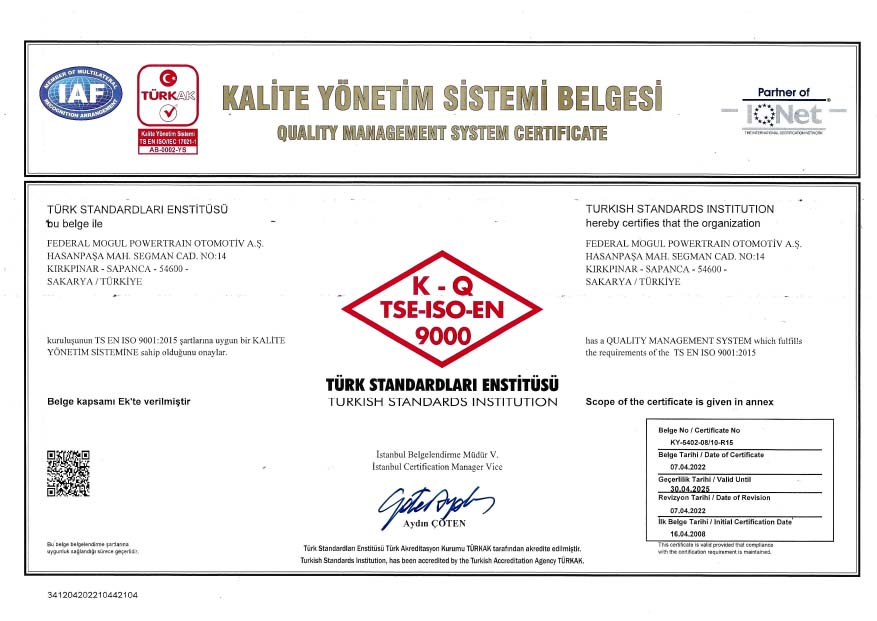 MEMBER OF MULTILATERAL
IAF
RECOGNITION ARRANGEMENT
TÜRKAK
Kalite Yönetim Sistemi
TS EN ISO/IEC 17021-1
AB-0002-YS
KALİTE YÖNETİM SİSTEMİ BELGESİ
QUALITY MANAGEMENT SYSTEM CERTIFICATE
Partner of
IQNet
THE INTERNATIONAL CERTIFICATION NETWORK
TÜRK STANDARDLARI ENSTİTÜSÜ
bu belge ile
FEDERAL MOGUL POWERTRAIN OTOMOTİV A.Ş.
HASANPAŞA MAH. SEGMAN CAD. NO:14
KIRKPINAR - SAPANCA - 54600 -
SAKARYA / TÜRKİYE
kuruluşunun TS EN ISO 9001:2015 şartlarına uygun bir KALİTE
YÖNETİM SİSTEMİNE sahip olduğunu onaylar.
Belge kapsamı Ek'te verilmiştir
K - Q
TSE-ISO-EN
9000
TÜRK STANDARDLARI ENSTİTÜSÜ
TURKISH STANDARDS INSTITUTION
TURKISH STANDARDS INSTITUTION
hereby certifies that the organization
FEDERAL MOGUL POWERTRAIN OTOMOTİV A.Ş.
HASANPAŞA MAH. SEGMAN CAD. NO:14
KIRKPINAR - SAPANCA - 54600 -
SAKARYA / TÜRKİYE
has a QUALITY MANAGEMENT SYSTEM which fulfills
the requirements of the TS EN ISO 9001:2015
Scope of the certificate is given in annex
Belge No / Certificate No
KY-5402-08/10-R15
Belge Tarihi / Date of Certificate
07.04.2022
Geçerlilik Tarihi / Valid Until
30.04.2025
Revizyon Tarihi / Date of Revision
07.04.2022
İlk Belge Tarihi / Initial Certification Date
16.04.2008
This certificate is valid provided that compliance
with the certification requirement is maintained.
İstanbul Belgelendirme Müdür V.
İstanbul Certification Manager Vice
Aydın ÇÖTEN
Bu belge belgelendirme şartlarına
uygunluk sağlandığı sürece geçerlidir.
Türk Standardları Enstitüsü Türk Akreditasyon Kurumu TÜRKAK tarafından akredite edilmiştir.
Turkish Standards Institution, has been accredited by the Turkish Accreditation Agency TÜRKAK.
341204202210442104